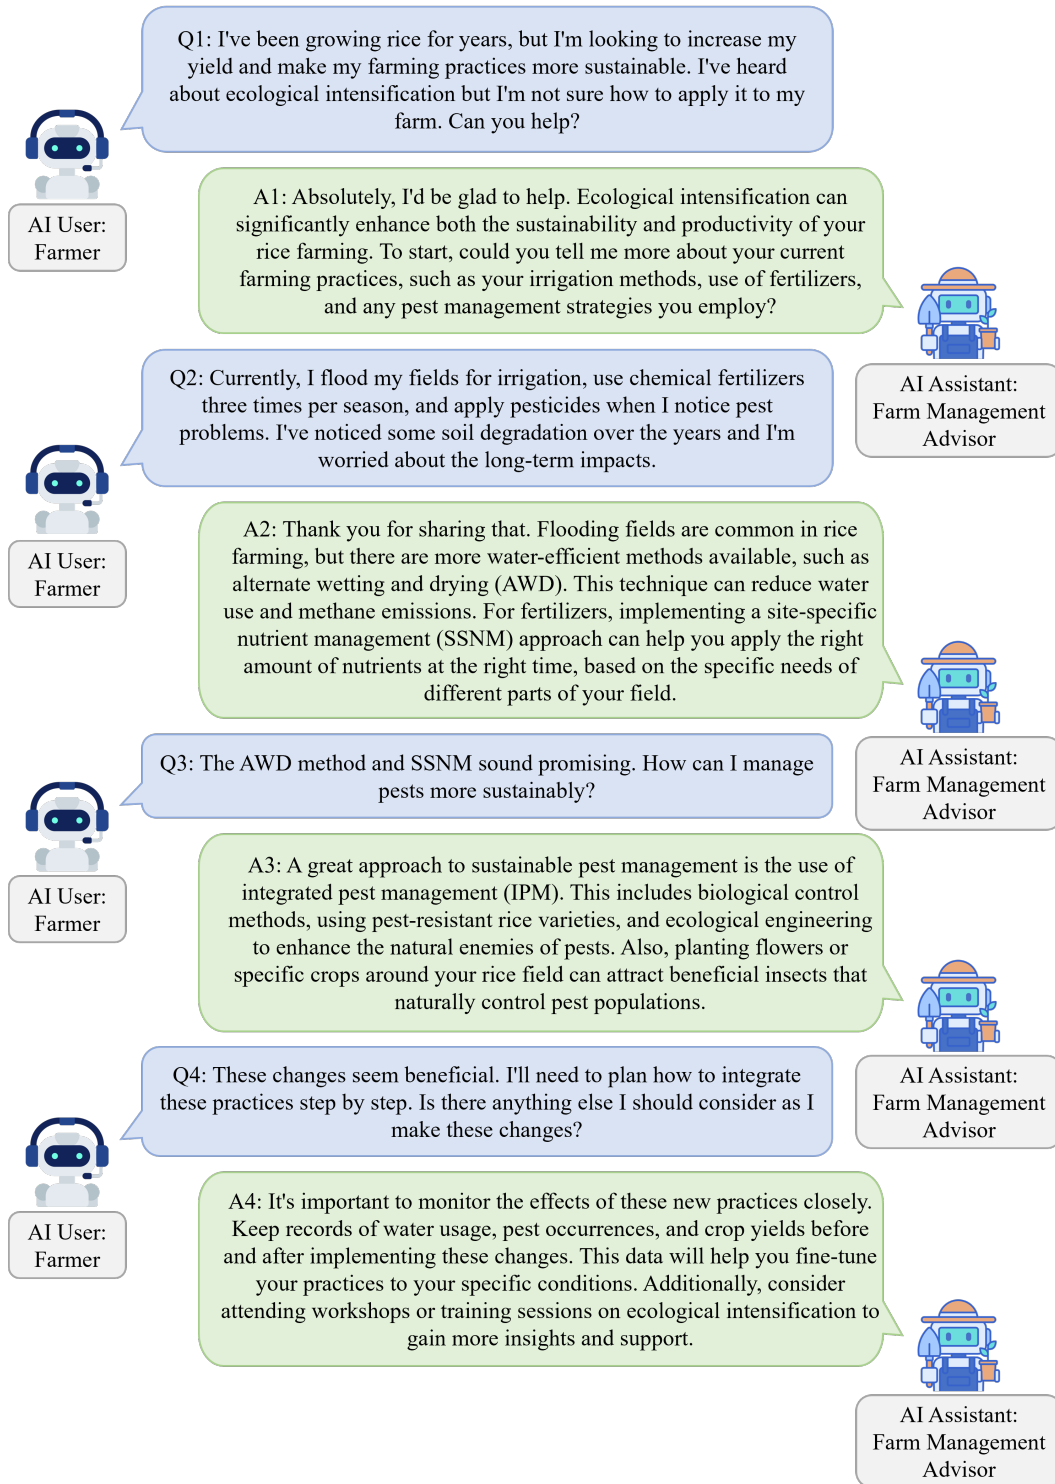 Q1: I've been growing rice for years, but I'm looking to increase my
yield and make my farming practices more sustainable. I've heard
about ecological intensification but I'm not sure how to apply it to my
farm. Can you help?
AI User:
Farmer
A1: Absolutely, I'd be glad to help. Ecological intensification can
significantly enhance both the sustainability and productivity of your
rice farming. To start, could you tell me more about your current
farming practices, such as your irrigation methods, use of fertilizers,
and any pest management strategies you employ?
AI Assistant:
Farm Management
Advisor
Q2: Currently, I flood my fields for irrigation, use chemical fertilizers
three times per season, and apply pesticides when I notice pest
problems. I've noticed some soil degradation over the years and I'm
worried about the long-term impacts.
AI User:
Farmer
A2: Thank you for sharing that. Flooding fields are common in rice
farming, but there are more water-efficient methods available, such as
alternate wetting and drying (AWD). This technique can reduce water
use and methane emissions. For fertilizers, implementing a site-specific
nutrient management (SSNM) approach can help you apply the right
amount of nutrients at the right time, based on the specific needs of
different parts of your field.
AI Assistant:
Farm Management
Advisor
Q3: The AWD method and SSNM sound promising. How can I manage
pests more sustainably?
AI User:
Farmer
A3: A great approach to sustainable pest management is the use of
integrated pest management (IPM). This includes biological control
methods, using pest-resistant rice varieties, and ecological engineering
to enhance the natural enemies of pests. Also, planting flowers or
specific crops around your rice field can attract beneficial insects that
naturally control pest populations.
AI Assistant:
Farm Management
Advisor
Q4: These changes seem beneficial. I'll need to plan how to integrate
these practices step by step. Is there anything else I should consider as I
make these changes?
AI User:
Farmer
A4: It's important to monitor the effects of these new practices closely.
Keep records of water usage, pest occurrences, and crop yields before
and after implementing these changes. This data will help you fine-tune
your practices to your specific conditions. Additionally, consider
attending workshops or training sessions on ecological intensification to
gain more insights and support.
AI Assistant:
Farm Management
Advisor